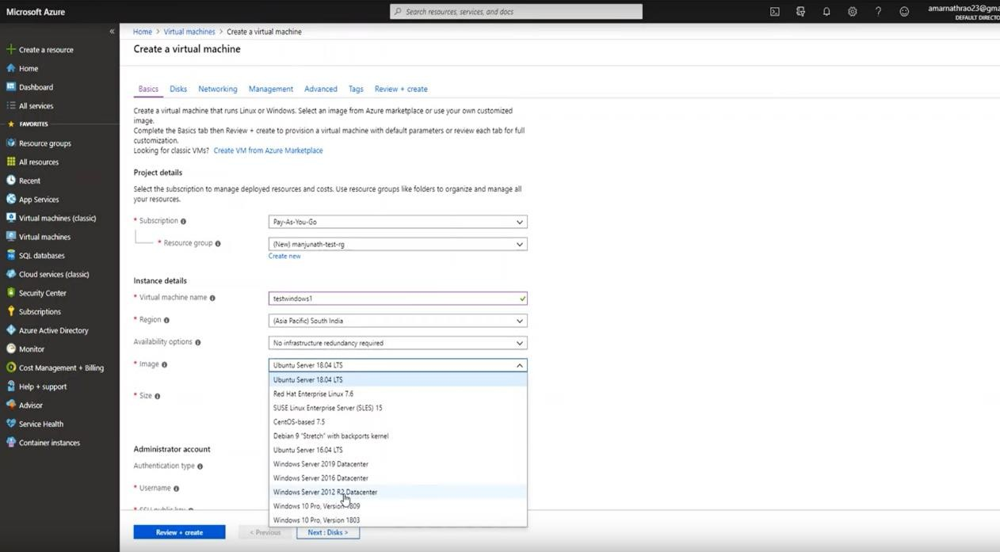 Microsoft Azure
Search resources, services, and docs
amarnathrao23@gma
DEFAULT DIRECTO
Create a resource
Home
Dashboard
All services
FAVORITES
Resource groups
All resources
Recent
App Services
Virtual machines (classic)
Virtual machines
SQL databases
Cloud services (classic)
Security Center
Subscriptions
Azure Active Directory
Monitor
Cost Management + Billing
Help + support
Advisor
Service Health
Container instances
Home > Virtual machines > Create a virtual machine
Create a virtual machine
Basics Disks Networking Management Advanced Tags Review + create
Create a virtual machine that runs Linux or Windows. Select an image from Azure marketplace or use your own customized
image.
Complete the Basics tab then Review + create to provision a virtual machine with default parameters or review each tab for full
customization.
Looking for classic VMs? Create VM from Azure Marketplace
Project details
Select the subscription to manage deployed resources and costs. Use resource groups like folders to organize and manage all
your resources.
* Subscription Pay-As-You-Go
* Resource group (New) manjunath-test-rg
Create new
Instance details
* Virtual machine name testwindows1
* Region (Asia Pacific) South India
Availability options No infrastructure redundancy required
* Image Ubuntu Server 18.04 LTS
Ubuntu Server 18.04 LTS
Red Hat Enterprise Linux 7.6
* Size
SUSE Linux Enterprise Server (SLES) 15
CentOS-based 7.5
Debian 9 "Stretch" with backports kernel
Administrator account
Ubuntu Server 16.04 LTS
Authentication type
Windows Server 2019 Datacenter
Windows Server 2016 Datacenter
* Username
Windows Server 2012 R2 Datacenter
* SSH public key
Windows 10 Pro, Version 1809
Windows 10 Pro, Version 1803
Review + create < Previous Next : Disks >